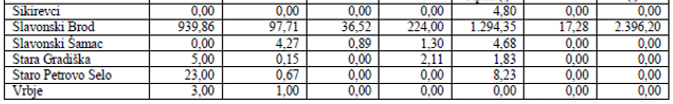 Sikirevci 0,00 0,00 0,00 0,00 4,80 0,00 0,00
Slavonski Brod 939,86 97,71 36,52 224,00 1.294,35 17,28 2.396,20
Slavonski Šamac 0,00 4,27 0,89 1,30 4,68 0,00 0,00
Stara Gradiška 5,00 0,15 0,00 2,11 1,83 0,00 0,00
Staro Petrovo Selo 23,00 0,67 0,00 0,00 8,23 0,00 0,00
Vrbje 3,00 1,00 0,00 0,00 0,00 0,00 0,00